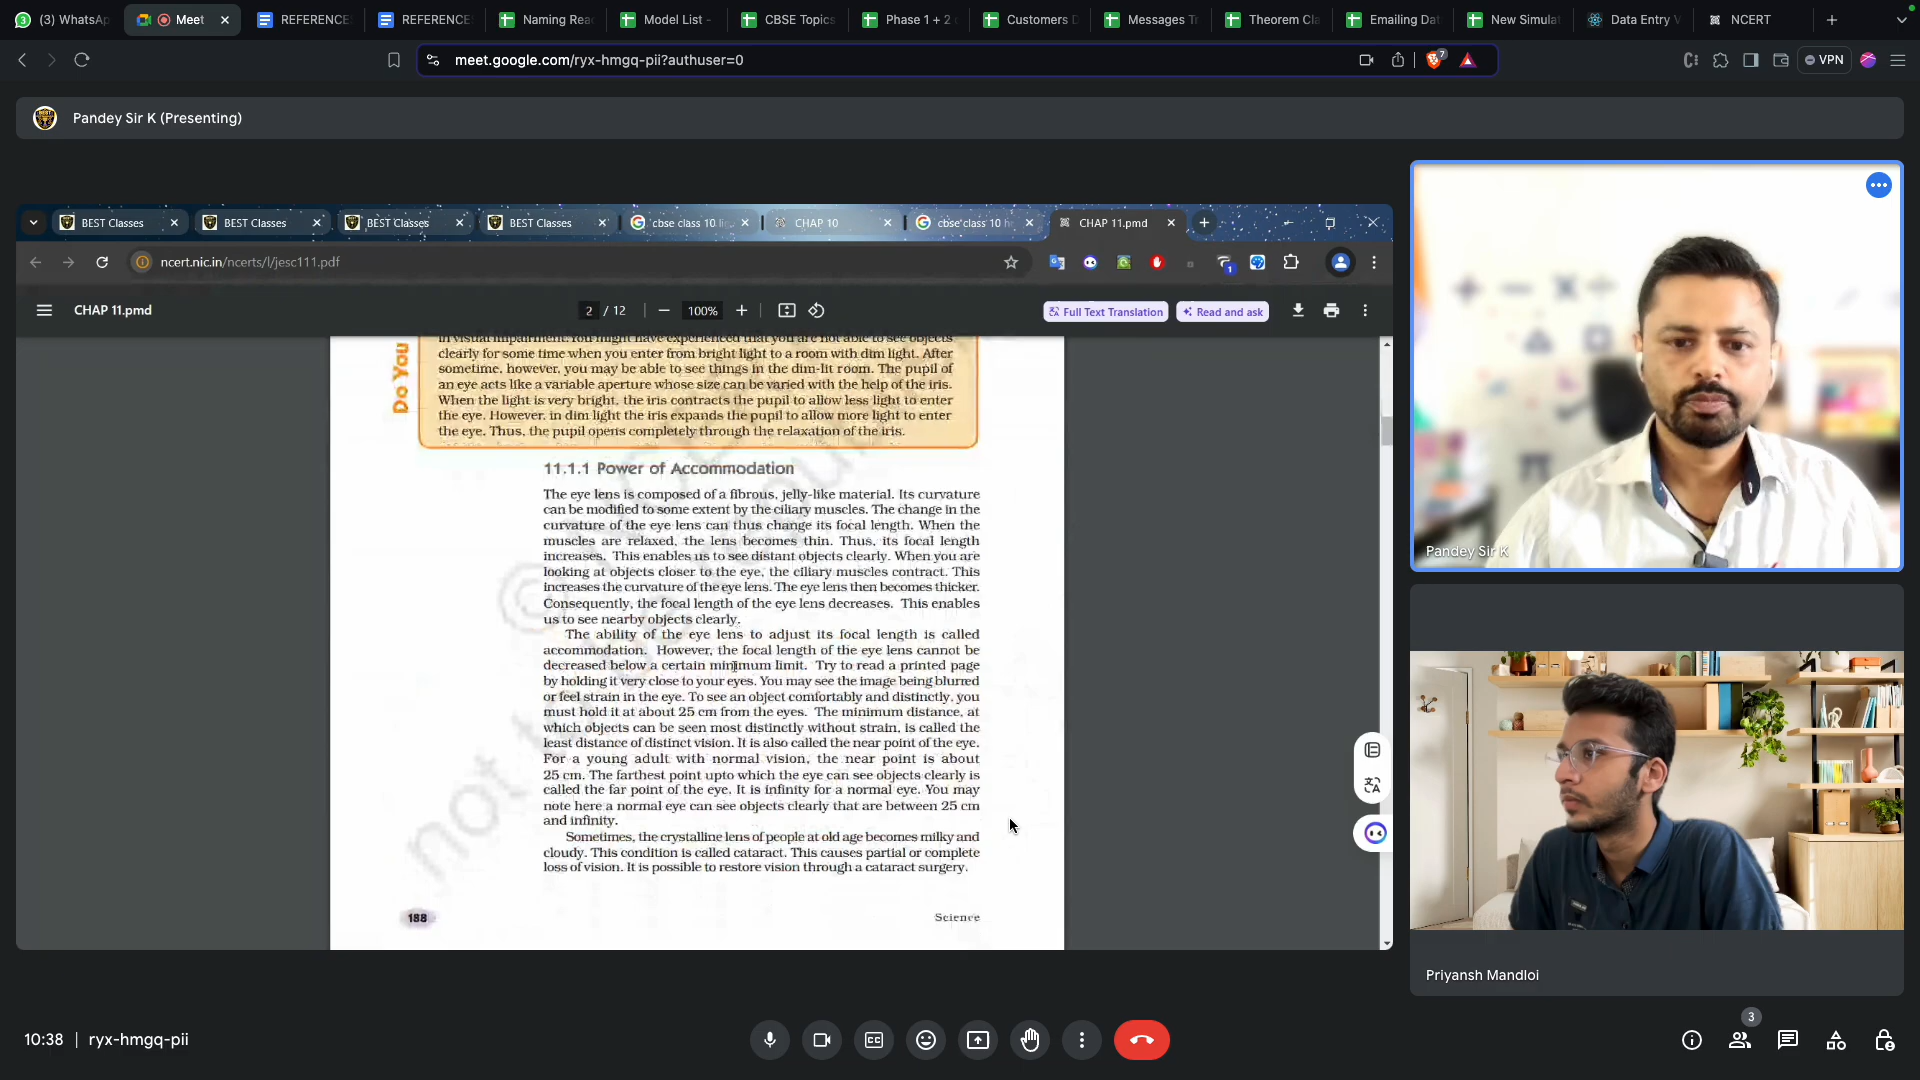 (3) WhatsAp
Meet
REFERENCE
REFERENCE
Naming Rea
Model List -
CBSE Topics
Phase 1 + 2
Customers D
Messages Tr
Theorem Cla
Emailing Dat
New Simulat
Data Entry V
NCERT
meet.google.com/ryx-hmgq-pii?authuser=0
7
VPN
Pandey Sir K (Presenting)
BEST Classes
BEST Classes
BEST Classes
BEST Classes
cbse class 10 li
CHAP 10
cbse class 10 h
CHAP 11.pmd
ncert.nic.in/ncerts/l/jesc111.pdf
1
CHAP 11.pmd
2 / 12
100%
Full Text Translation
Read and ask
Do You
in visual impairment. You might have experienced that you are not able to see objects
clearly for some time when you enter from bright light to a room with dim light. After
sometime, however, you may be able to see things in the dim-lit room. The pupil of
an eye acts like a variable aperture whose size can be varied with the help of the iris.
When the light is very bright, the iris contracts the pupil to allow less light to enter
the eye. However, in dim light the iris expands the pupil to allow more light to enter
the eye. Thus, the pupil opens completely through the relaxation of the iris.
11.1.1 Power of Accommodation
The eye lens is composed of a fibrous, jelly-like material. Its curvature
can be modified to some extent by the ciliary muscles. The change in the
curvature of the eye lens can thus change its focal length. When the
muscles are relaxed, the lens becomes thin. Thus, its focal length
increases. This enables us to see distant objects clearly. When you are
looking at objects closer to the eye, the ciliary muscles contract. This
increases the curvature of the eye lens. The eye lens then becomes thicker.
Consequently, the focal length of the eye lens decreases. This enables
us to see nearby objects clearly.
The ability of the eye lens to adjust its focal length is called
accommodation. However, the focal length of the eye lens cannot be
decreased below a certain minimum limit. Try to read a printed page
by holding it very close to your eyes. You may see the image being blurred
or feel strain in the eye. To see an object comfortably and distinctly, you
must hold it at about 25 cm from the eyes. The minimum distance, at
which objects can be seen most distinctly without strain, is called the
least distance of distinct vision. It is also called the near point of the eye.
For a young adult with normal vision, the near point is about
25 cm. The farthest point upto which the eye can see objects clearly is
called the far point of the eye. It is infinity for a normal eye. You may
note here a normal eye can see objects clearly that are between 25 cm
and infinity.
Sometimes, the crystalline lens of people at old age becomes milky and
cloudy. This condition is called cataract. This causes partial or complete
loss of vision. It is possible to restore vision through a cataract surgery.
not to be
188
Science
Pandey Sir K
Priyansh Mandloi
10:38 | ryx-hmgq-pii
3